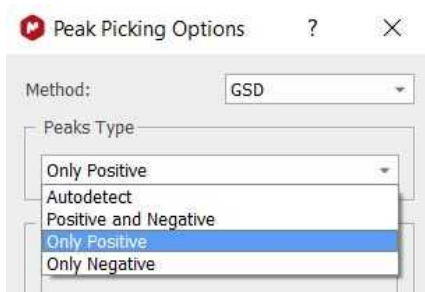 Peak Picking Options ? ✕
Method: GSD
Peaks Type
Only Positive
Autodetect
Positive and Negative
Only Positive
Only Negative